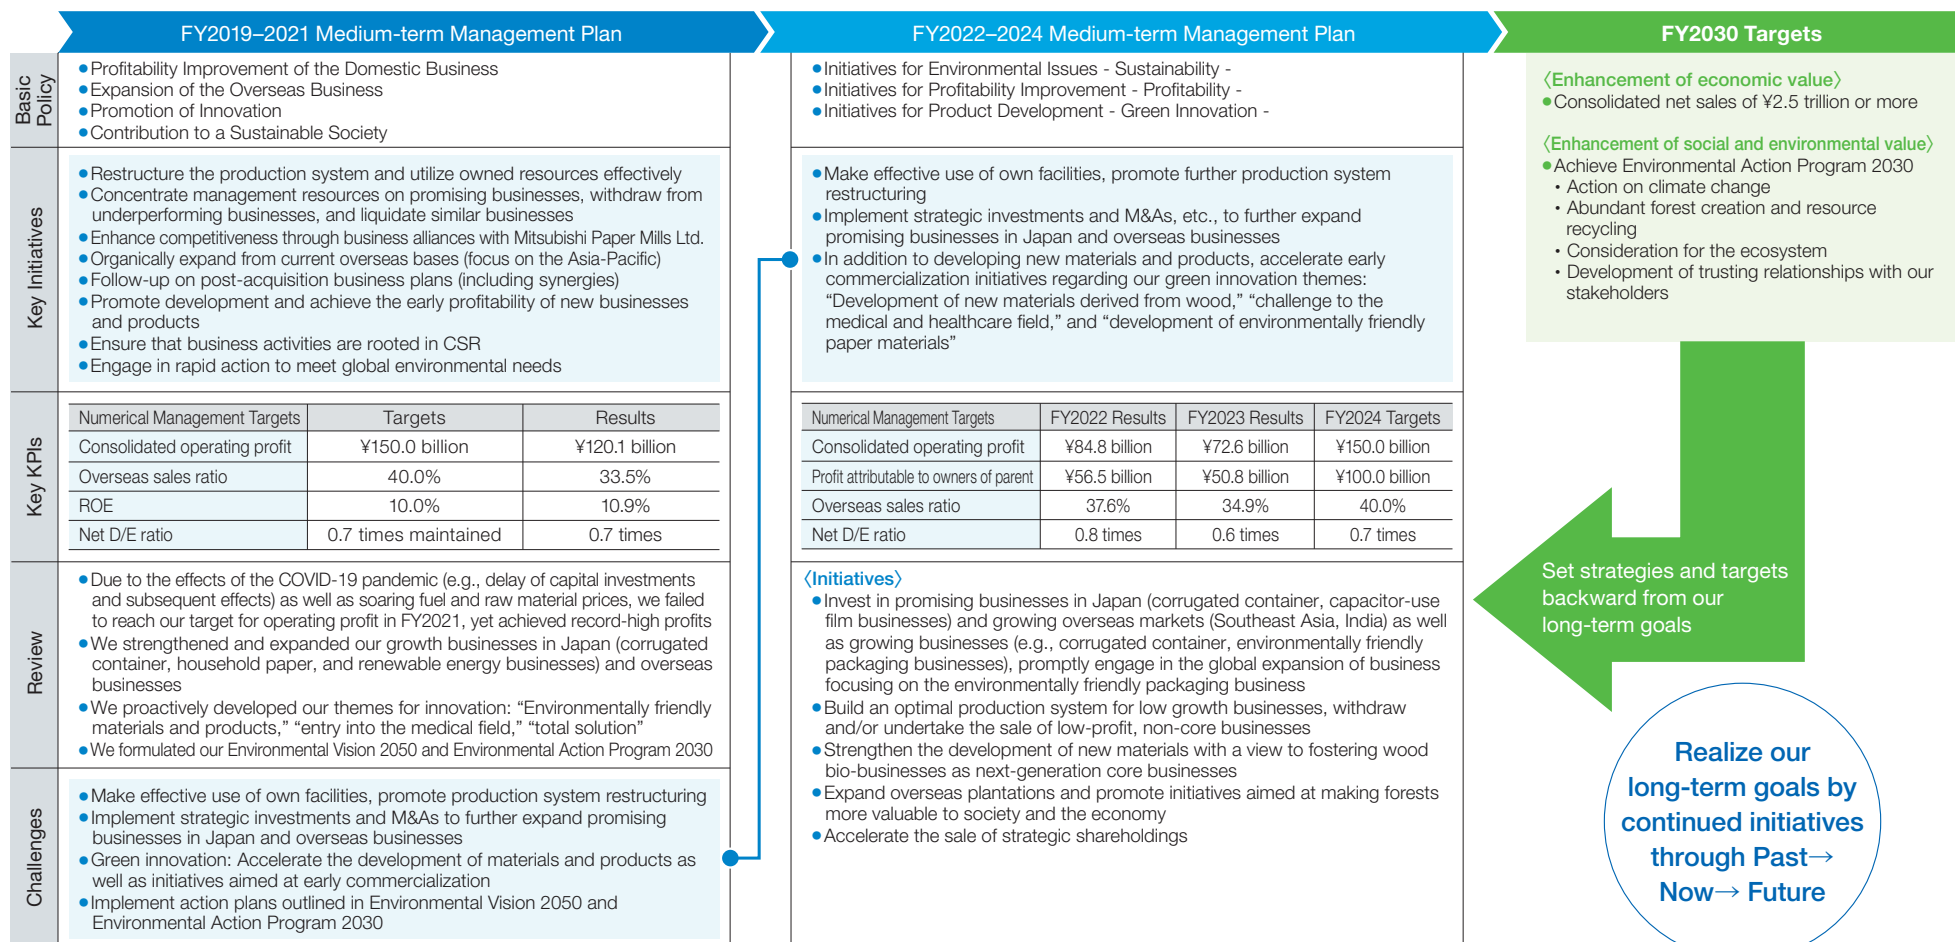 FY2019–2021 Medium-term Management Plan
FY2022–2024 Medium-term Management Plan
FY2030 Targets
Basic
Policy
●Profitability Improvement of the Domestic Business
●Expansion of the Overseas Business
●Promotion of Innovation
●Contribution to a Sustainable Society
●Initiatives for Environmental Issues - Sustainability -
●Initiatives for Profitability Improvement - Profitability -
●Initiatives for Product Development - Green Innovation -
〈Enhancement of economic value〉
●Consolidated net sales of ¥2.5 trillion or more
〈Enhancement of social and environmental value〉
●Achieve Environmental Action Program 2030
・Action on climate change
・Abundant forest creation and resource
recycling
・Consideration for the ecosystem
・Development of trusting relationships with our
stakeholders
Key Initiatives
●Restructure the production system and utilize owned resources effectively
●Concentrate management resources on promising businesses, withdraw from
underperforming businesses, and liquidate similar businesses
●Enhance competitiveness through business alliances with Mitsubishi Paper Mills Ltd.
●Organically expand from current overseas bases (focus on the Asia-Pacific)
●Follow-up on post-acquisition business plans (including synergies)
●Promote development and achieve the early profitability of new businesses
and products
●Ensure that business activities are rooted in CSR
●Engage in rapid action to meet global environmental needs
●Make effective use of own facilities, promote further production system
restructuring
●Implement strategic investments and M&As, etc., to further expand
promising businesses in Japan and overseas businesses
●In addition to developing new materials and products, accelerate early
commercialization initiatives regarding our green innovation themes:
“Development of new materials derived from wood,” “challenge to the
medical and healthcare field,” and “development of environmentally friendly
paper materials”
Key KPIs
Numerical Management Targets Targets Results
Consolidated operating profit ¥150.0 billion ¥120.1 billion
Overseas sales ratio 40.0% 33.5%
ROE 10.0% 10.9%
Net D/E ratio 0.7 times maintained 0.7 times
Numerical Management Targets FY2022 Results FY2023 Results FY2024 Targets
Consolidated operating profit ¥84.8 billion ¥72.6 billion ¥150.0 billion
Profit attributable to owners of parent ¥56.5 billion ¥50.8 billion ¥100.0 billion
Overseas sales ratio 37.6% 34.9% 40.0%
Net D/E ratio 0.8 times 0.6 times 0.7 times
Review
●Due to the effects of the COVID-19 pandemic (e.g., delay of capital investments
and subsequent effects) as well as soaring fuel and raw material prices, we failed
to reach our target for operating profit in FY2021, yet achieved record-high profits
●We strengthened and expanded our growth businesses in Japan (corrugated
container, household paper, and renewable energy businesses) and overseas
businesses
●We proactively developed our themes for innovation: “Environmentally friendly
materials and products,” “entry into the medical field,” “total solution”
●We formulated our Environmental Vision 2050 and Environmental Action Program 2030
Challenges
●Make effective use of own facilities, promote production system restructuring
●Implement strategic investments and M&As to further expand promising
businesses in Japan and overseas businesses
●Green innovation: Accelerate the development of materials and products as
well as initiatives aimed at early commercialization
●Implement action plans outlined in Environmental Vision 2050 and
Environmental Action Program 2030
〈Initiatives〉
●Invest in promising businesses in Japan (corrugated container, capacitor-use
film businesses) and growing overseas markets (Southeast Asia, India) as well
as growing businesses (e.g., corrugated container, environmentally friendly
packaging businesses), promptly engage in the global expansion of business
focusing on the environmentally friendly packaging business
●Build an optimal production system for low growth businesses, withdraw
and/or undertake the sale of low-profit, non-core businesses
●Strengthen the development of new materials with a view to fostering wood
bio-businesses as next-generation core businesses
●Expand overseas plantations and promote initiatives aimed at making forests
more valuable to society and the economy
●Accelerate the sale of strategic shareholdings
Set strategies and targets
backward from our
long-term goals
Realize our
long-term goals by
continued initiatives
through Past→
Now→ Future